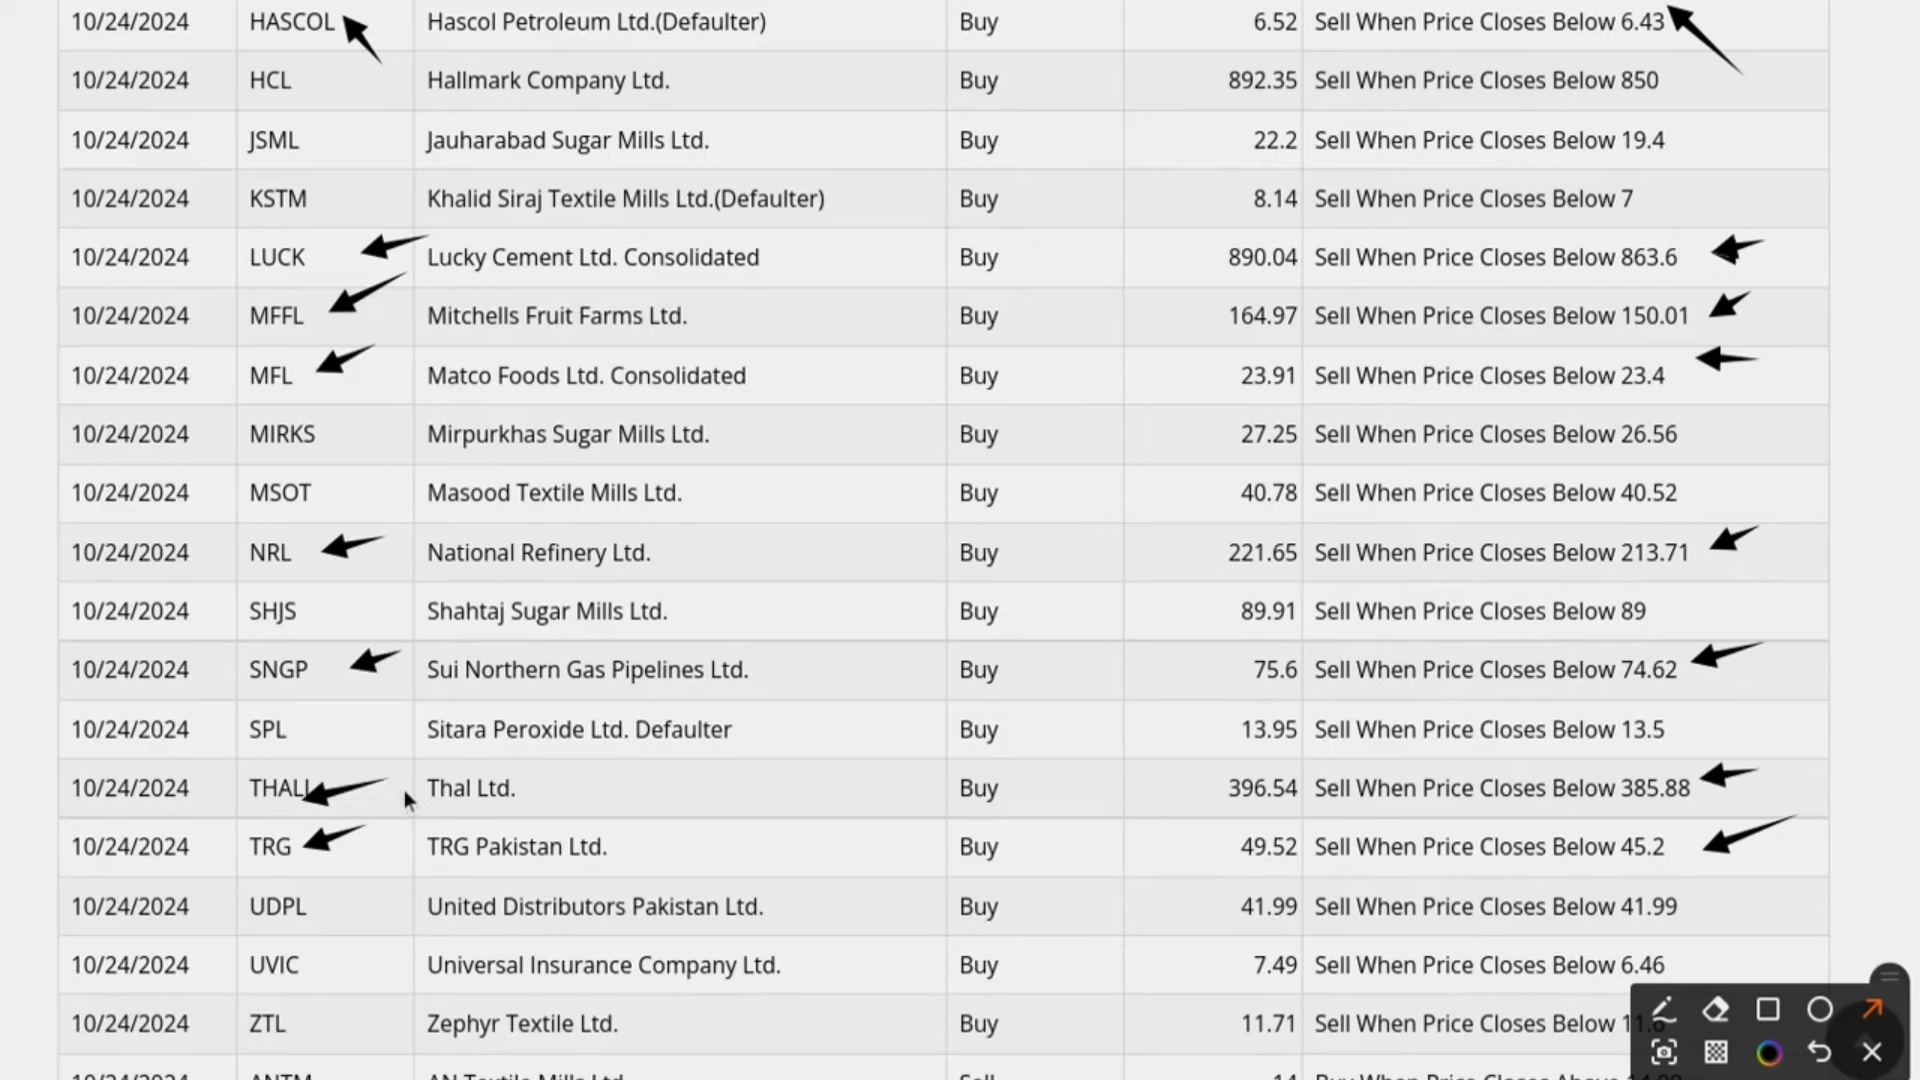 10/24/2024 HASCOL Hascol Petroleum Ltd.(Defaulter) Buy 6.52 Sell When Price Closes Below 6.43
10/24/2024 HCL Hallmark Company Ltd. Buy 892.35 Sell When Price Closes Below 850
10/24/2024 JSML Jauharabad Sugar Mills Ltd. Buy 22.2 Sell When Price Closes Below 19.4
10/24/2024 KSTM Khalid Siraj Textile Mills Ltd.(Defaulter) Buy 8.14 Sell When Price Closes Below 7
10/24/2024 LUCK Lucky Cement Ltd. Consolidated Buy 890.04 Sell When Price Closes Below 863.6
10/24/2024 MFFL Mitchells Fruit Farms Ltd. Buy 164.97 Sell When Price Closes Below 150.01
10/24/2024 MFL Matco Foods Ltd. Consolidated Buy 23.91 Sell When Price Closes Below 23.4
10/24/2024 MIRKS Mirpurkhas Sugar Mills Ltd. Buy 27.25 Sell When Price Closes Below 26.56
10/24/2024 MSOT Masood Textile Mills Ltd. Buy 40.78 Sell When Price Closes Below 40.52
10/24/2024 NRL National Refinery Ltd. Buy 221.65 Sell When Price Closes Below 213.71
10/24/2024 SHJS Shahtaj Sugar Mills Ltd. Buy 89.91 Sell When Price Closes Below 89
10/24/2024 SNGP Sui Northern Gas Pipelines Ltd. Buy 75.6 Sell When Price Closes Below 74.62
10/24/2024 SPL Sitara Peroxide Ltd. Defaulter Buy 13.95 Sell When Price Closes Below 13.5
10/24/2024 THALL Thal Ltd. Buy 396.54 Sell When Price Closes Below 385.88
10/24/2024 TRG TRG Pakistan Ltd. Buy 49.52 Sell When Price Closes Below 45.2
10/24/2024 UDPL United Distributors Pakistan Ltd. Buy 41.99 Sell When Price Closes Below 41.99
10/24/2024 UVIC Universal Insurance Company Ltd. Buy 7.49 Sell When Price Closes Below 6.46
10/24/2024 ZTL Zephyr Textile Ltd. Buy 11.71 Sell When Price Closes Below 11.6